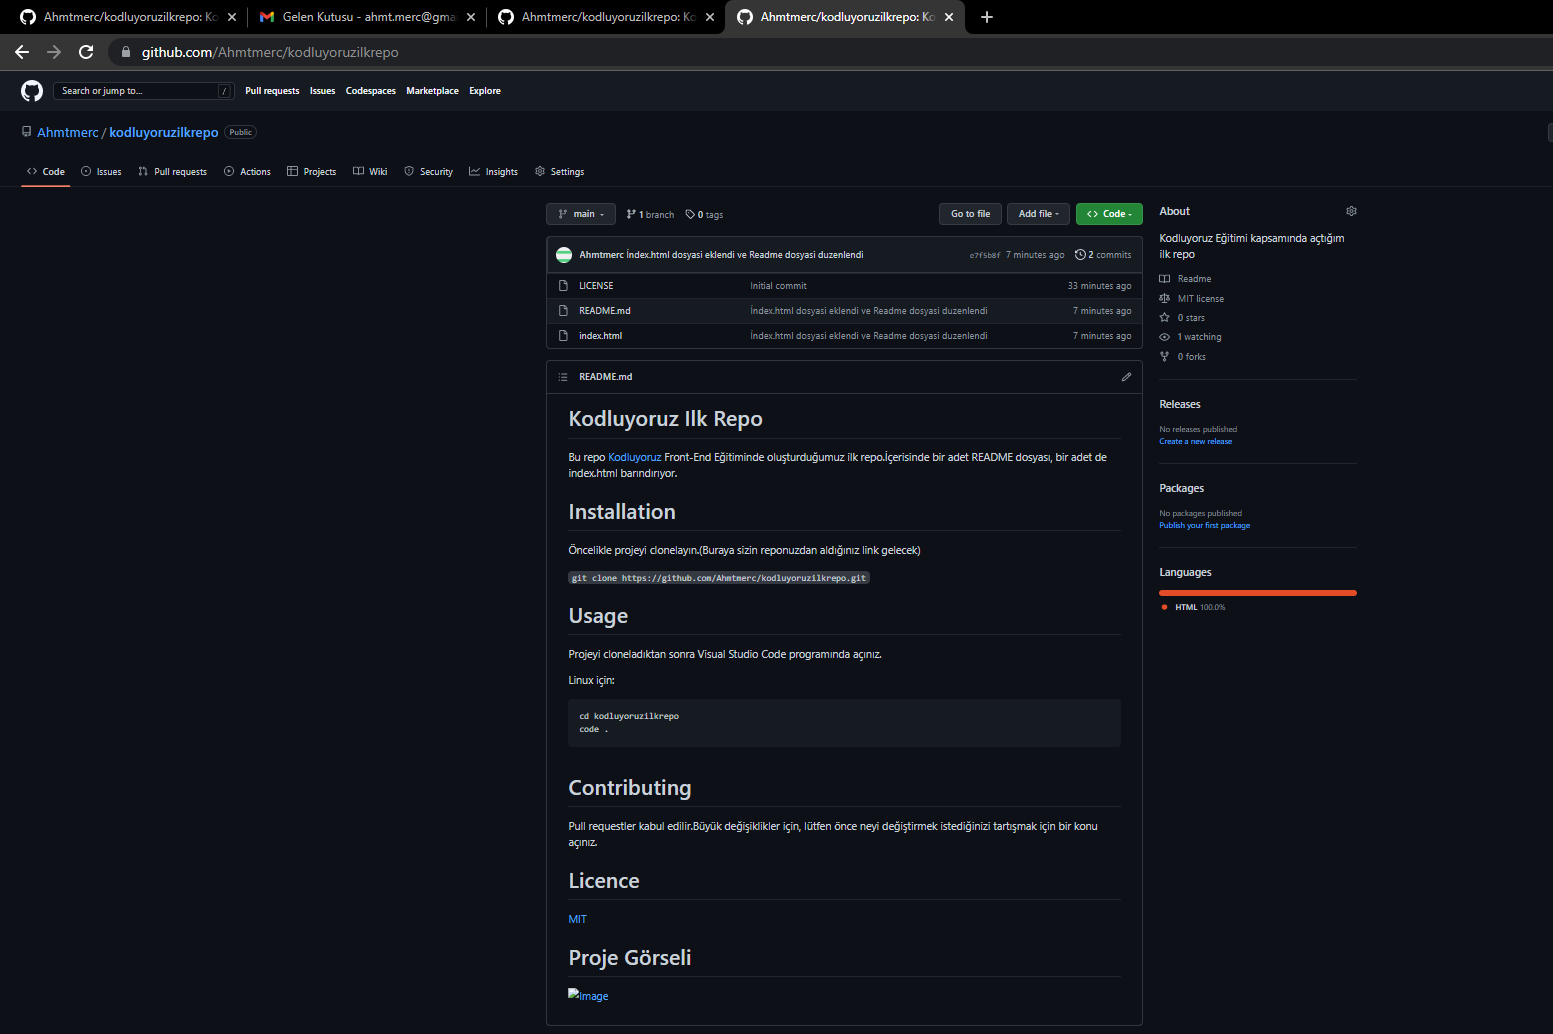 Ahmtmerc/kodluyoruzilkrepo: Ko
Gelen Kutusu - ahmt.merc@gma
Ahmtmerc/kodluyoruzilkrepo: Ko
Ahmtmerc/kodluyoruzilkrepo: Ko
github.com/Ahmtmerc/kodluyoruzilkrepo
Search or jump to... /
Pull requests Issues Codespaces Marketplace Explore
Ahmtmerc / kodluyoruzilkrepo Public
Code Issues Pull requests Actions Projects Wiki Security Insights Settings
main 1 branch 0 tags Go to file Add file Code
Ahmtmerc İndex.html dosyasi eklendi ve Readme dosyasi duzenlendi e7f5b8f 7 minutes ago 2 commits
LICENSE Initial commit 33 minutes ago
README.md İndex.html dosyasi eklendi ve Readme dosyasi duzenlendi 7 minutes ago
index.html İndex.html dosyasi eklendi ve Readme dosyasi duzenlendi 7 minutes ago
README.md
Kodluyoruz Ilk Repo
Bu repo Kodluyoruz Front-End Eğitiminde oluşturduğumuz ilk repo.İçerisinde bir adet README dosyası, bir adet de
index.html barındırıyor.
Installation
Öncelikle projeyi clonelayın.(Buraya sizin reponuzdan aldığınız link gelecek)
git clone https://github.com/Ahmtmerc/kodluyoruzilkrepo.git
Usage
Projeyi cloneladıktan sonra Visual Studio Code programında açınız.
Linux için:
cd kodluyoruzilkrepo
code .
Contributing
Pull requestler kabul edilir.Büyük değişiklikler için, lütfen önce neyi değiştirmek istediğinizi tartışmak için bir konu
açınız.
Licence
MIT
Proje Görseli
Image
About
Kodluyoruz Eğitimi kapsamında açtığım
ilk repo
Readme
MIT license
0 stars
1 watching
0 forks
Releases
No releases published
Create a new release
Packages
No packages published
Publish your first package
Languages
HTML 100.0%